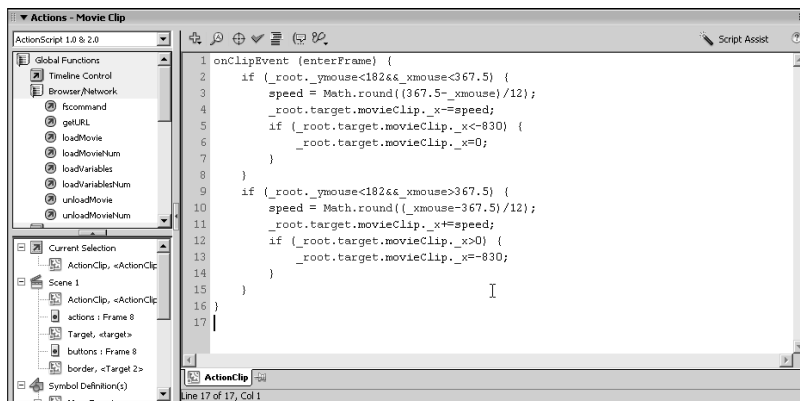 Actions - Movie Clip
ActionScript 1.0 & 2.0
Script Assist
Global Functions
Timeline Control
Browser/Network
fscommand
getURL
loadMovie
loadMovieNum
loadVariables
loadVariablesNum
unloadMovie
unloadMovieNum
Current Selection
ActionClip, <ActionClip
Scene 1
ActionClip, <ActionClip
actions : Frame 8
Target, <target>
buttons : Frame 8
border, <Target 2>
Symbol Definition(s)
1 onClipEvent (enterFrame) {
2 if (_root._ymouse<182&&_xmouse<367.5) {
3 speed = Math.round((367.5-_xmouse)/12);
4 _root.target.movieClip._x-=speed;
5 if (_root.target.movieClip._x<-830) {
6 _root.target.movieClip._x=0;
7 }
8 }
9 if (_root._ymouse<182&&_xmouse>367.5) {
10 speed = Math.round((_xmouse-367.5)/12);
11 _root.target.movieClip._x+=speed;
12 if (_root.target.movieClip._x>0) {
13 _root.target.movieClip._x=-830;
14 }
15 }
16 }
17
ActionClip
Line 17 of 17, Col 1